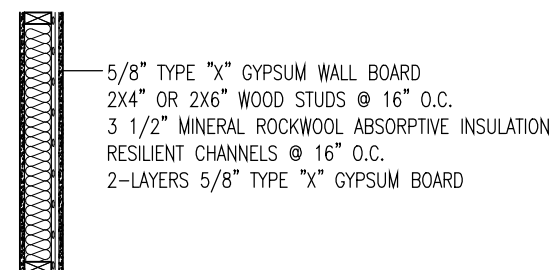 5/8" TYPE "X" GYPSUM WALL BOARD
2X4" OR 2X6" WOOD STUDS @ 16" O.C.
3 1/2" MINERAL ROCKWOOL ABSORPTIVE INSULATION
RESILIENT CHANNELS @ 16" O.C.
2-LAYERS 5/8" TYPE "X" GYPSUM BOARD